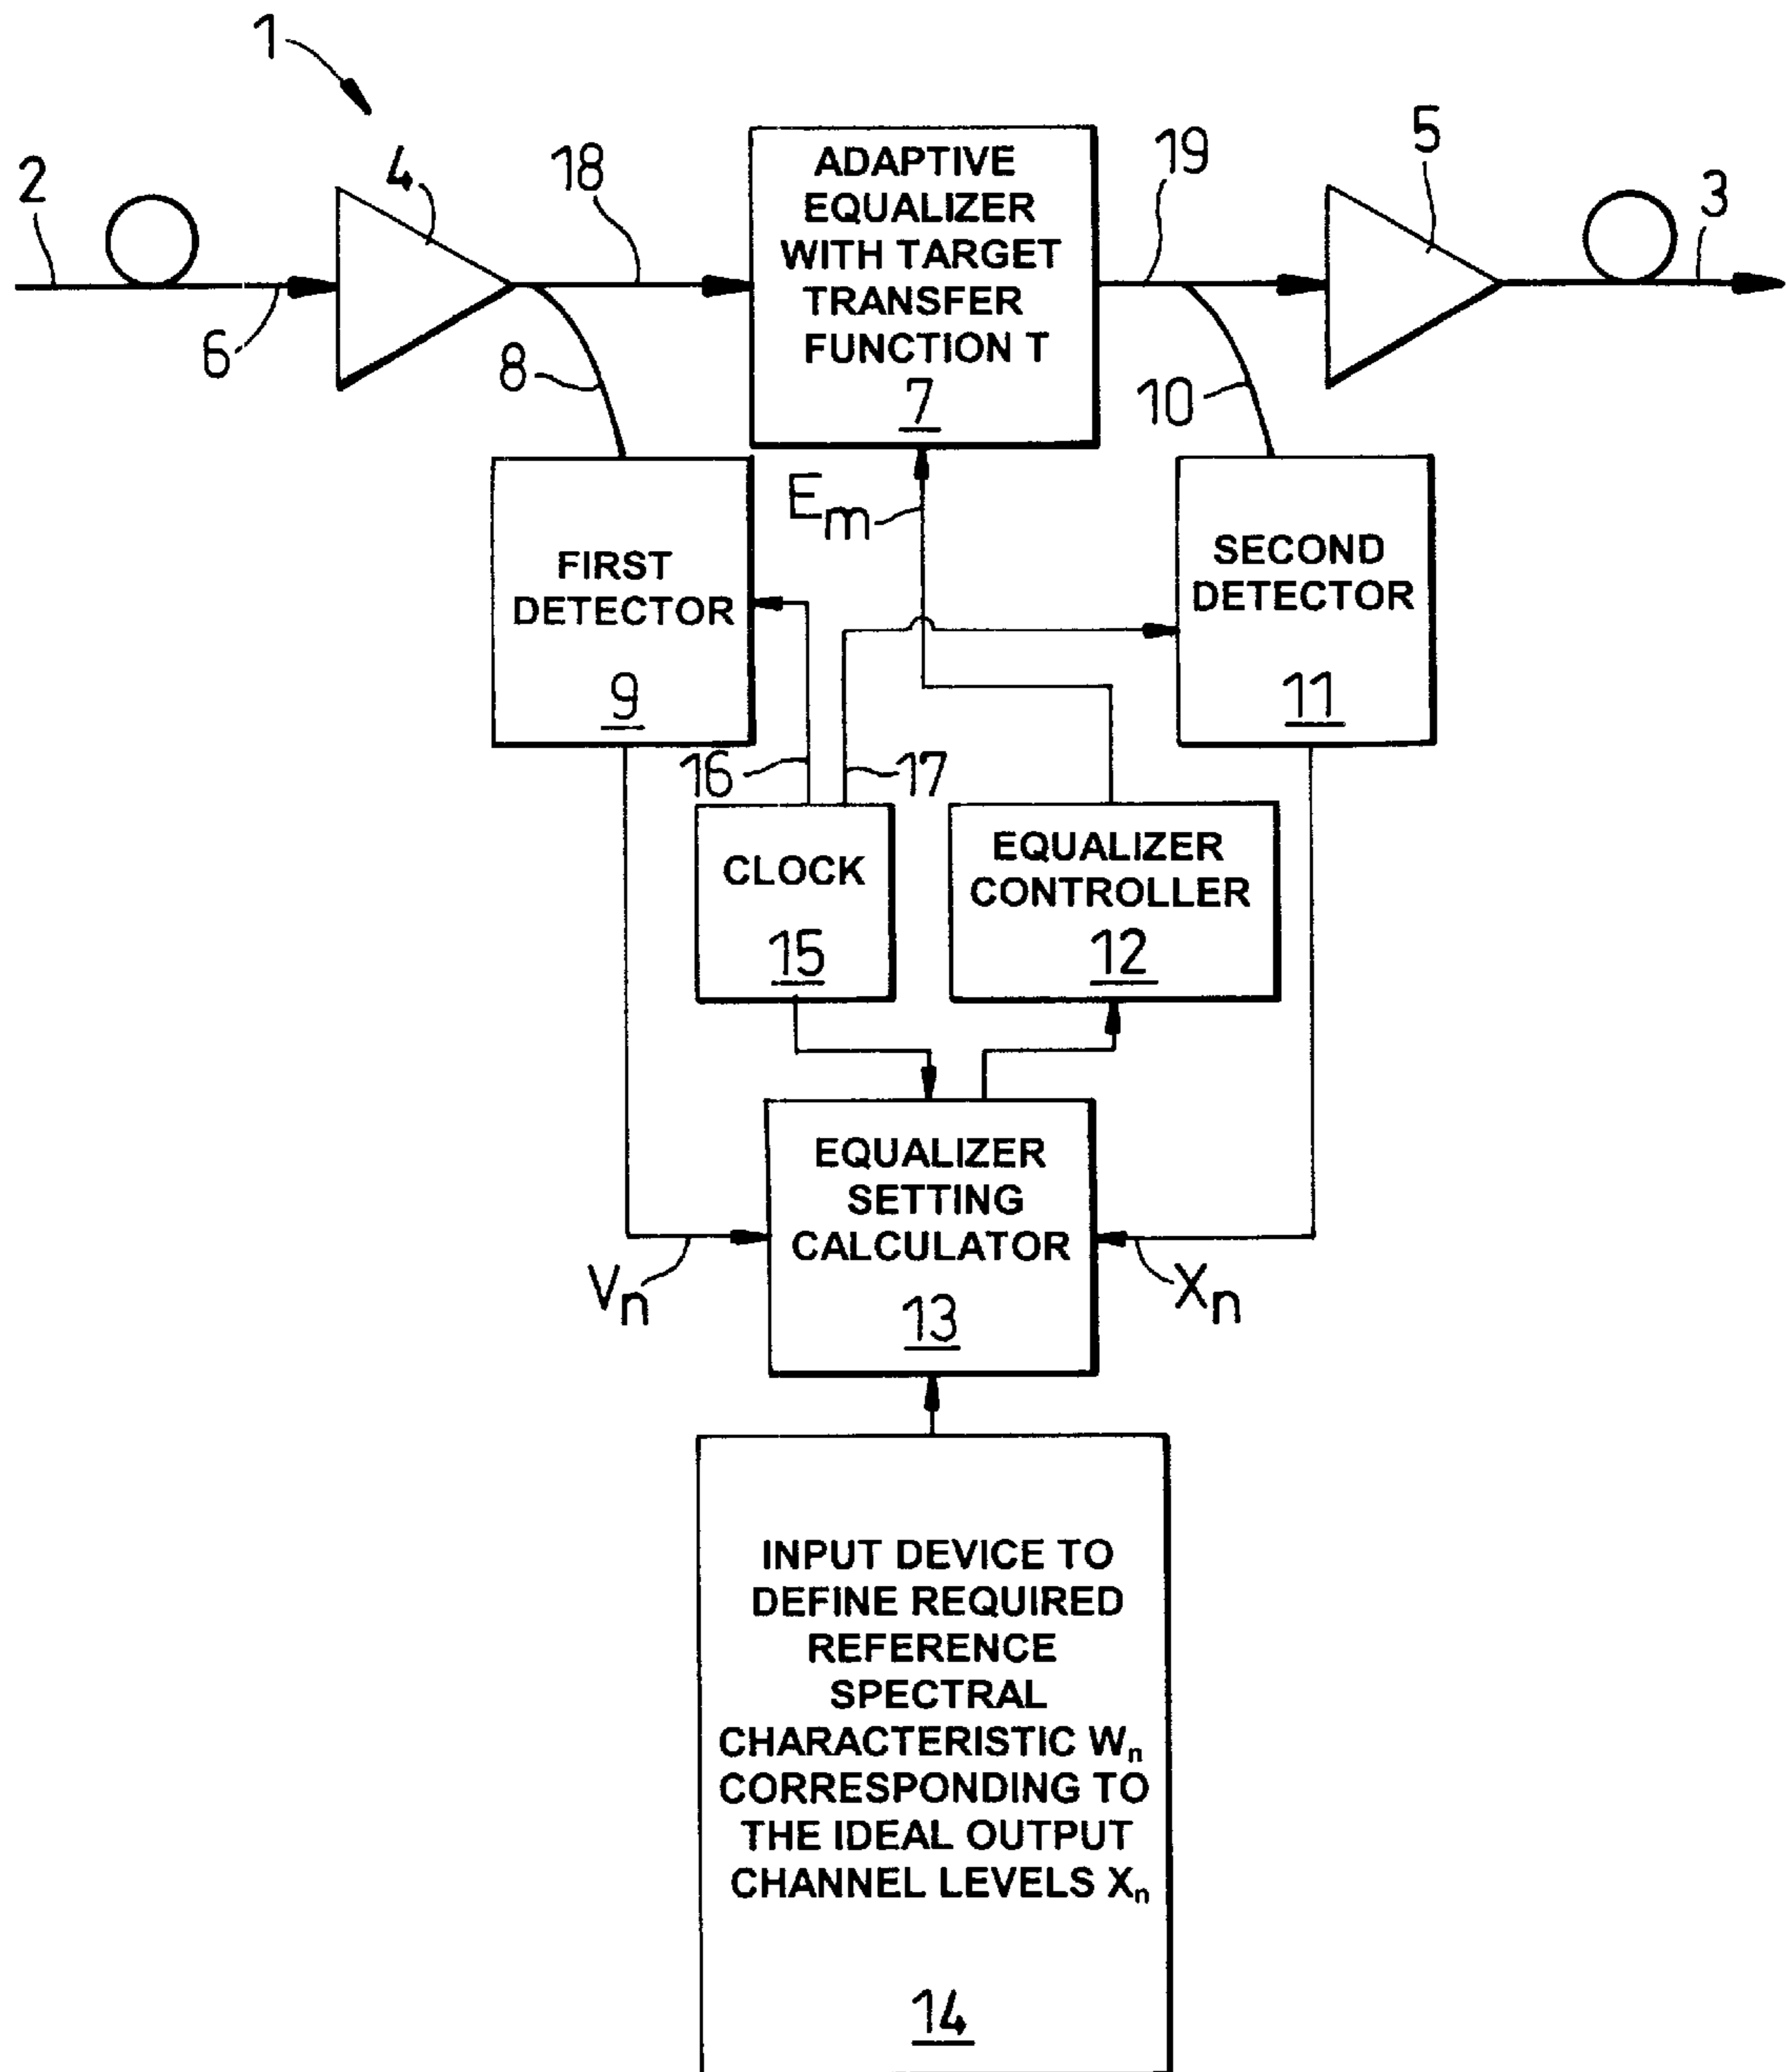 1
2
4
18
19
5
3
6
8
10
ADAPTIVE
EQUALIZER
WITH TARGET
TRANSFER
FUNCTION T
7
Em
FIRST
DETECTOR
9
SECOND
DETECTOR
11
16
17
CLOCK
15
EQUALIZER
CONTROLLER
12
EQUALIZER
SETTING
CALCULATOR
13
Vn
Xn
INPUT DEVICE TO
DEFINE REQUIRED
REFERENCE
SPECTRAL
CHARACTERISTIC Wn
CORRESPONDING TO
THE IDEAL OUTPUT
CHANNEL LEVELS Xn
14